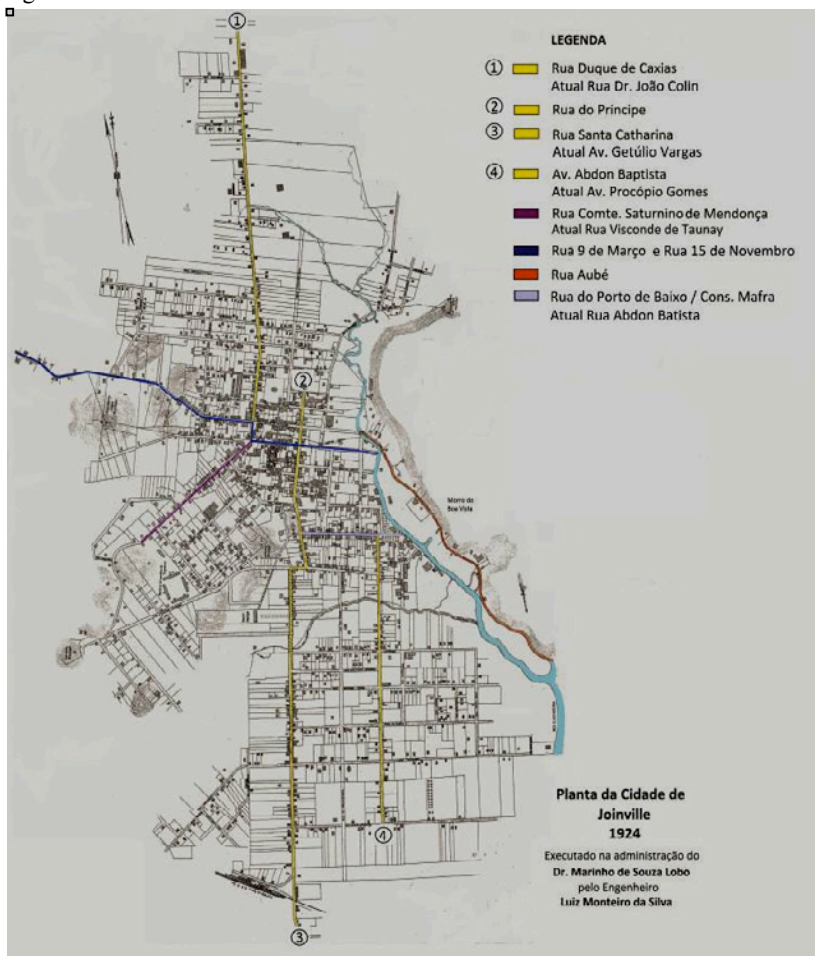 ①
LEGENDA
① Rua Duque de Caxias
Atual Rua Dr. João Colin
② Rua do Príncipe
③ Rua Santa Catharina
Atual Av. Getúlio Vargas
④ Av. Abdon Baptista
Atual Av. Procópio Gomes
Rua Comte. Saturnino de Mendonça
Atual Rua Visconde de Taunay
Rua 9 de Março e Rua 15 de Novembro
Rua Aubé
Rua do Porto de Baixo / Cons. Mafra
Atual Rua Abdon Batista
②
Morro da
Boa Vista
Planta da Cidade de
Joinville
1924
Executado na administração do
Dr. Marinho de Souza Lobo
pelo Engenheiro
Luiz Monteiro da Silva
④
③